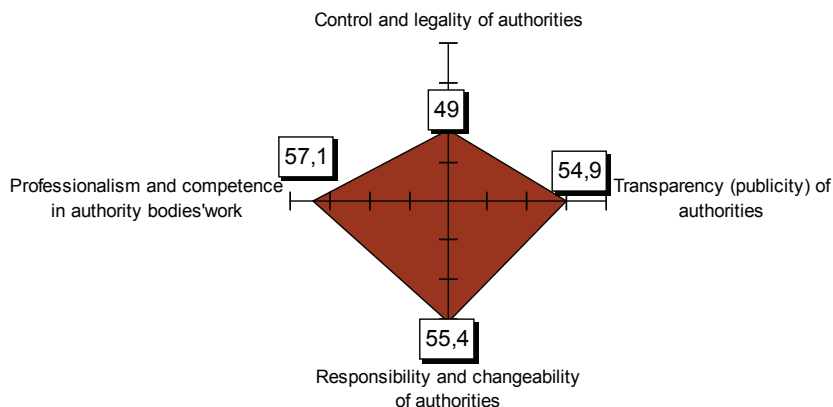 Control and legality of authorities
49
57,1
54,9
Professionalism and competence
in authority bodies'work
Transparency (publicity) of
authorities
55,4
Responsibility and changeability
of authorities